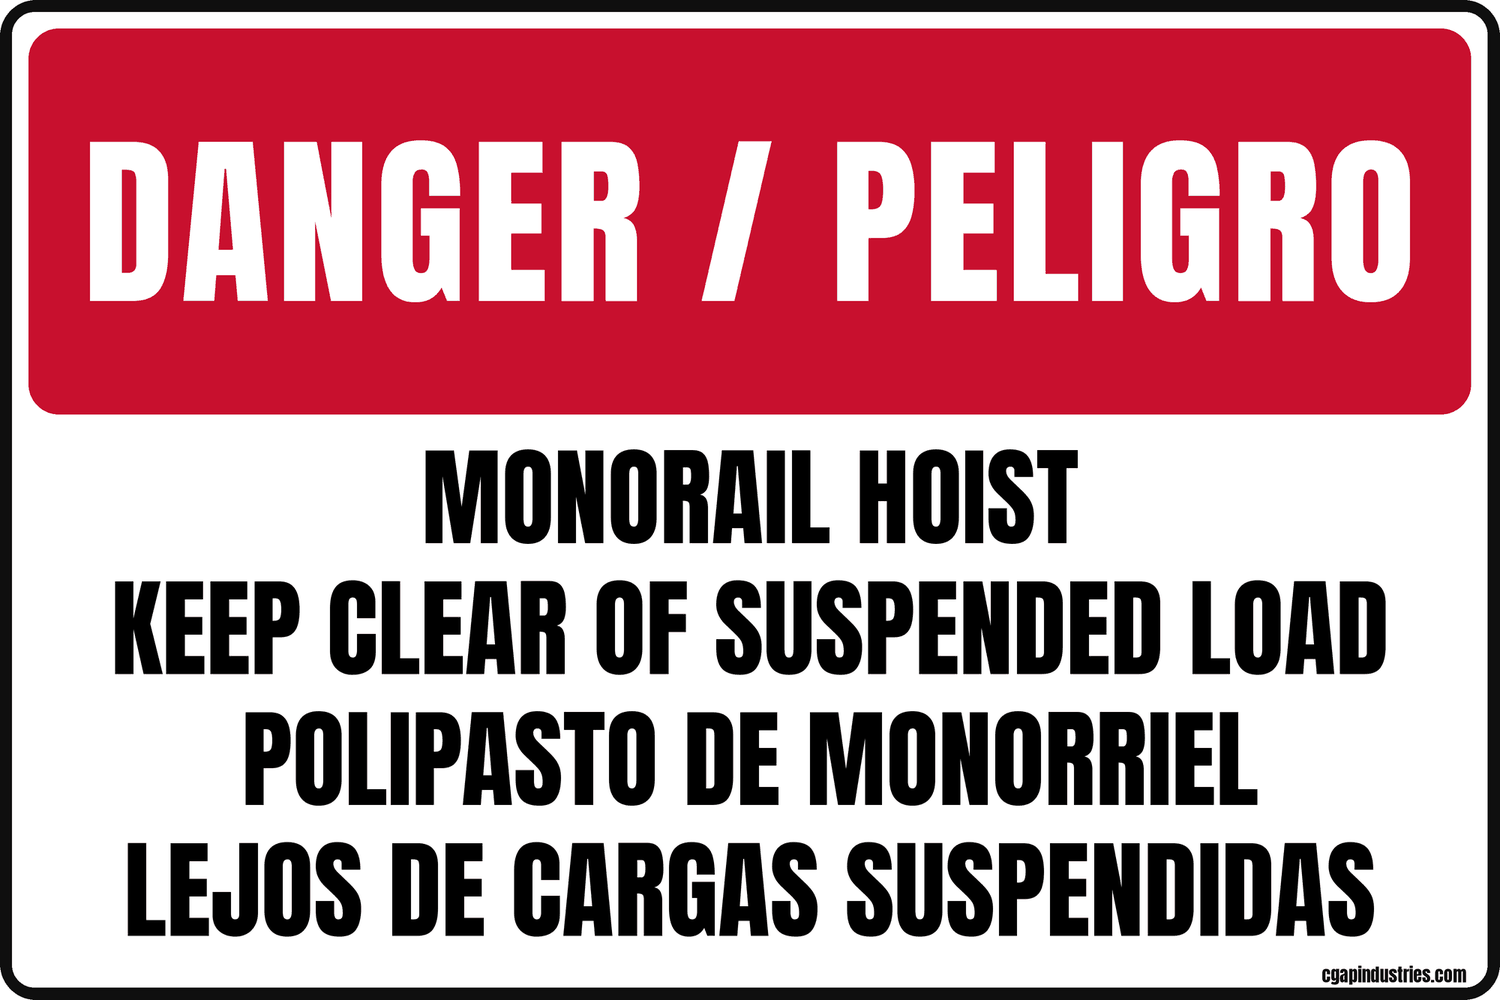 DANGER / PELIGRO
MONORAIL HOIST
KEEP CLEAR OF SUSPENDED LOAD
POLIPASTO DE MONORRIEL
LEJOS DE CARGAS SUSPENDIDAS
cgapindustries.com